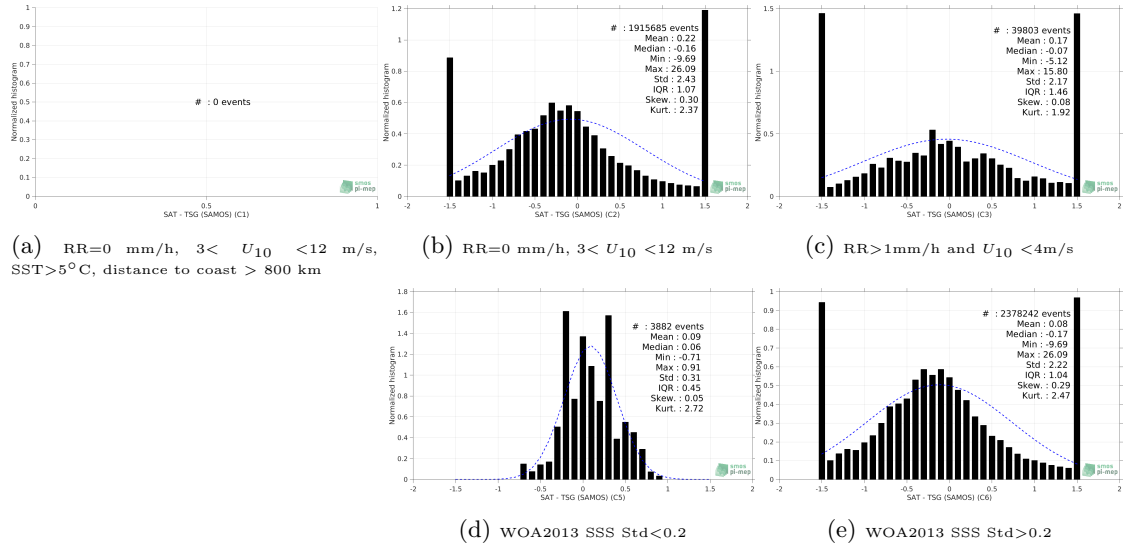 1
0.9
0.8
0.7
0.6
0.5
0.4
0.3
0.2
0.1
0
Normalized histogram
# : 0 events
0 0.5 1
SAT - TSG (SAMOS) (C1)
smos
pi-mep
(a) RR=0 mm/h, 3< U10 <12 m/s,
SST>5°C, distance to coast > 800 km
1.2
1
0.8
0.6
0.4
0.2
0
Normalized histogram
# : 1915685 events
Mean : 0.22
Median : -0.16
Min : -9.69
Max : 26.09
Std : 2.43
IQR : 1.07
Skew. : 0.30
Kurt. : 2.37
-2 -1.5 -1 -0.5 0 0.5 1 1.5 2
SAT - TSG (SAMOS) (C2)
smos
pi-mep
(b) RR=0 mm/h, 3< U10 <12 m/s
1.5
1
0.5
0
Normalized histogram
# : 39803 events
Mean : 0.17
Median : -0.07
Min : -5.12
Max : 15.80
Std : 2.17
IQR : 1.46
Skew. : 0.08
Kurt. : 1.92
-2 -1.5 -1 -0.5 0 0.5 1 1.5 2
SAT - TSG (SAMOS) (C3)
smos
pi-mep
(c) RR>1mm/h and U10 <4m/s
1.8
1.6
1.4
1.2
1
0.8
0.6
0.4
0.2
0
Normalized histogram
# : 3882 events
Mean : 0.09
Median : 0.06
Min : -0.71
Max : 0.91
Std : 0.31
IQR : 0.45
Skew. : 0.05
Kurt. : 2.72
-2 -1.5 -1 -0.5 0 0.5 1 1.5 2
SAT - TSG (SAMOS) (C5)
smos
pi-mep
(d) WOA2013 SSS Std<0.2
1
0.9
0.8
0.7
0.6
0.5
0.4
0.3
0.2
0.1
0
Normalized histogram
# : 2378242 events
Mean : 0.08
Median : -0.17
Min : -9.69
Max : 26.09
Std : 2.22
IQR : 1.04
Skew. : 0.29
Kurt. : 2.47
-2 -1.5 -1 -0.5 0 0.5 1 1.5 2
SAT - TSG (SAMOS) (C6)
smos
pi-mep
(e) WOA2013 SSS Std>0.2